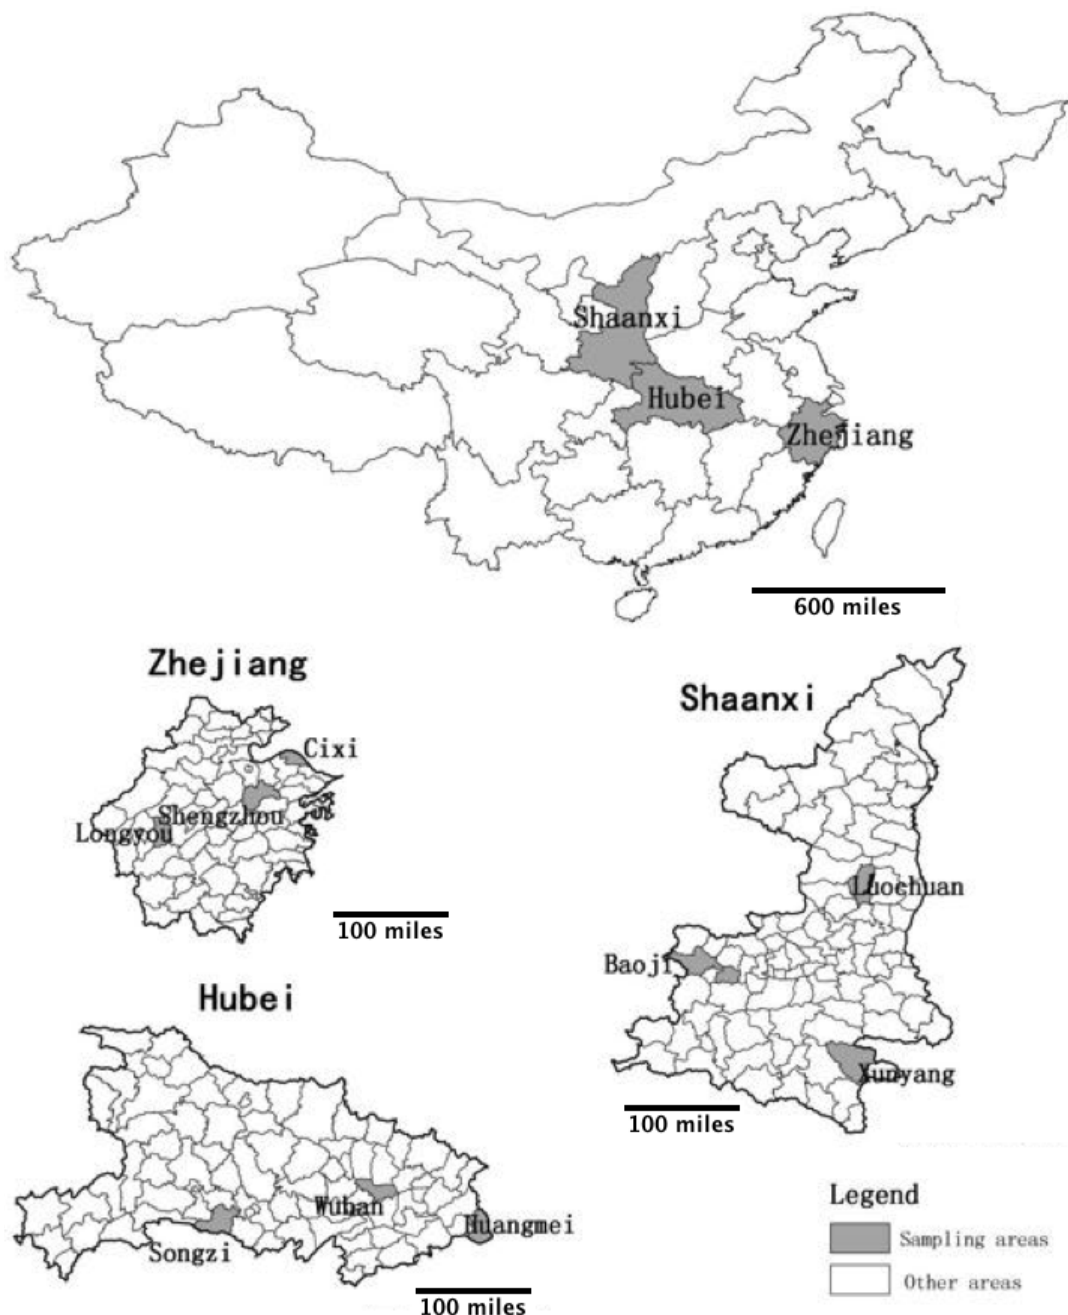 Shaanxi
Hubei
Zhejiang
600 miles
Zhejiang
Cixi
Shengzhou
Longyou
100 miles
Shaanxi
Luochuan
Baoji
Xunyang
100 miles
Hubei
Wuhan
Huangmei
Songzi
100 miles
Legend
Sampling areas
Other areas